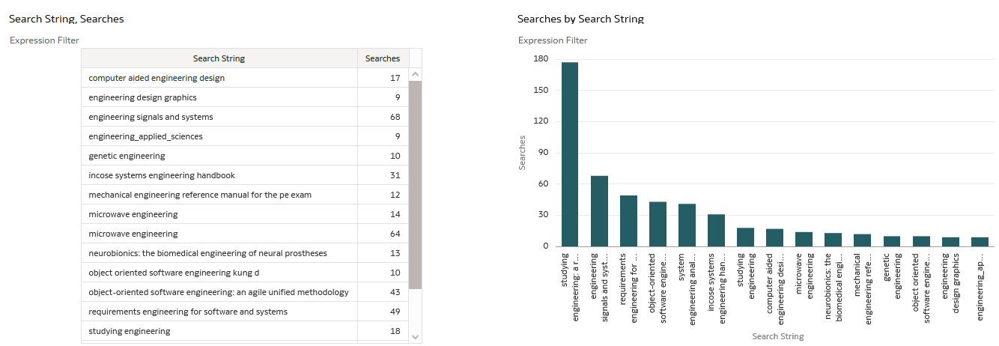 Search String, Searches
Expression Filter
Search String Searches
computer aided engineering design 17
engineering design graphics 9
engineering signals and systems 68
engineering_applied_sciences 9
genetic engineering 10
incose systems engineering handbook 31
mechanical engineering reference manual for the pe exam 12
microwave engineering 14
microwave engineering 64
neurobionics: the biomedical engineering of neural prostheses 13
object oriented software engineering kung d 10
object-oriented software engineering: an agile unified methodology 43
requirements engineering for software and systems 49
studying engineering 18
Searches by Search String
Expression Filter
180
150
120
90
60
30
0
Searches
studying
engineering: a r...
engineering
signals and syst...
requirements
engineering for ...
object-oriented
software engine...
system
engineering anal...
incose systems
engineering han...
studying
engineering
computer aided
engineering desi...
microwave
engineering
neurobionics: the
biomedical engi...
mechanical
engineering refe...
genetic
engineering
object oriented
software engine...
engineering
design graphics
engineering_ap...
Search String